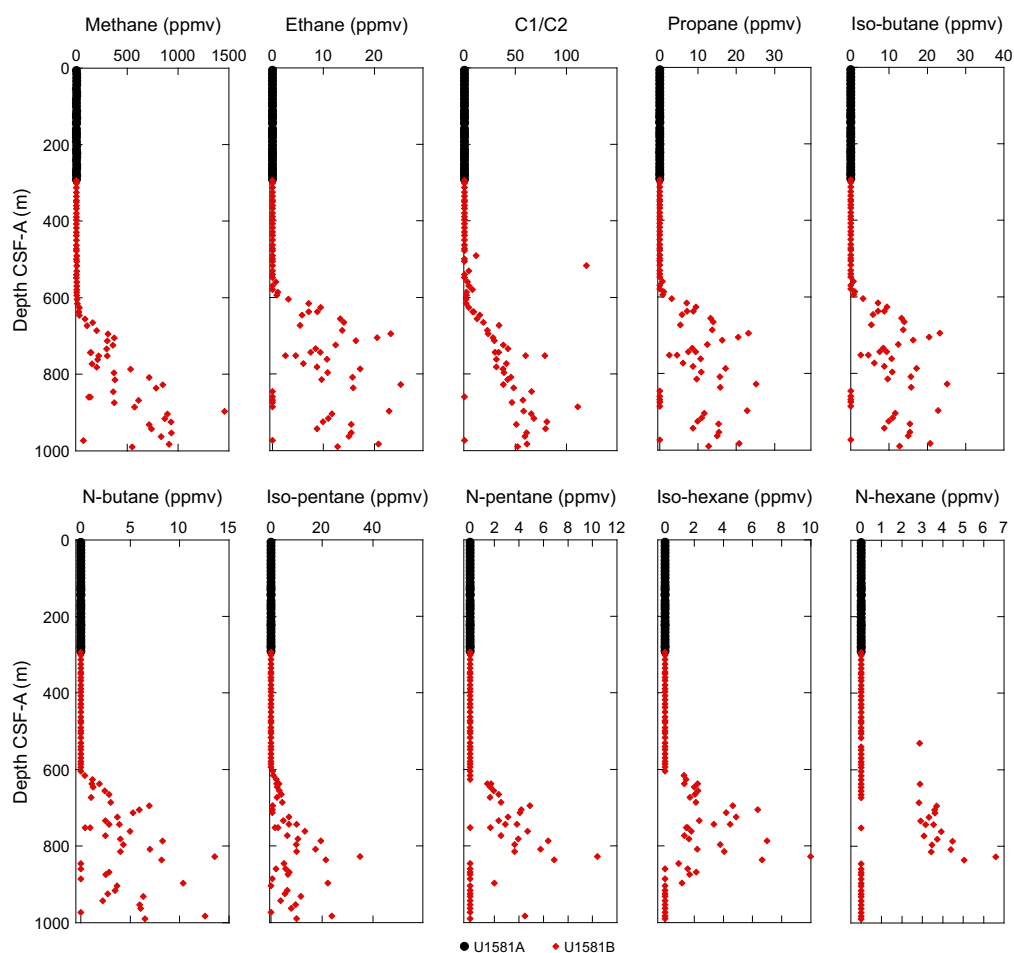 Methane (ppmv) Ethane (ppmv) C1/C2 Propane (ppmv) Iso-butane (ppmv)
0 500 1000 1500 0 10 20 0 50 100 0 10 20 30 0 10 20 30 40
0
200
400
600
800
1000
Depth CSF-A (m)
N-butane (ppmv) Iso-pentane (ppmv) N-pentane (ppmv) Iso-hexane (ppmv) N-hexane (ppmv)
0 5 10 15 0 20 40 0 2 4 6 8 10 12 0 2 4 6 8 10 0 1 2 3 4 5 6 7
0
200
400
600
800
1000
Depth CSF-A (m)
U1581A U1581B